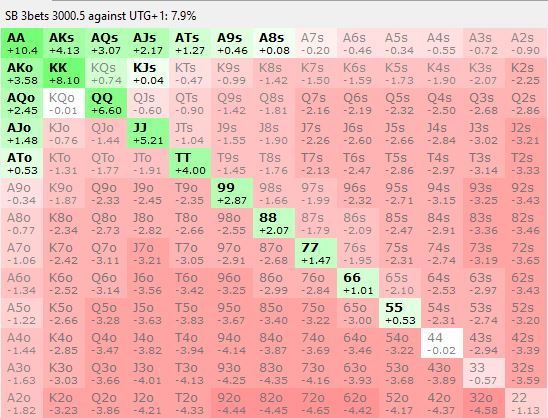 SB 3bets 3000.5 against UTG+1: 7.9%
AA AKs AQs AJs ATs A9s A8s A7s A6s A5s A4s A3s A2s
+10.4 +4.13 +3.07 +2.17 +1.27 +0.46 +0.08 -0.20 -0.46 -0.34 -0.55 -0.72 -0.90
AKo KK KQs KJs KTs K9s K8s K7s K6s K5s K4s K3s K2s
+3.58 +8.10 +0.74 +0.04 -0.47 -0.99 -1.42 -1.50 -1.59 -1.73 -1.90 -2.07 -2.25
AQo KQo QQ QJs QTs Q9s Q8s Q7s Q6s Q5s Q4s Q3s Q2s
+2.45 -0.01 +6.60 -0.60 -0.90 -1.42 -1.81 -2.16 -2.19 -2.32 -2.50 -2.68 -2.86
AJo KJo QJo JJ JTs J9s J8s J7s J6s J5s J4s J3s J2s
+1.48 -0.76 -1.44 +5.21 -1.04 -1.55 -1.90 -2.26 -2.60 -2.66 -2.84 -3.02 -3.21
ATo KTo QTo JTo TT T9s T8s T7s T6s T5s T4s T3s T2s
+0.53 -1.31 -1.77 -1.91 +4.00 -1.45 -1.76 -2.13 -2.47 -2.86 -2.97 -3.14 -3.33
A9o K9o Q9o J9o T9o 99 98s 97s 96s 95s 94s 93s 92s
-0.34 -1.87 -2.33 -2.45 -2.35 +2.87 -1.66 -1.99 -2.32 -2.71 -3.15 -3.25 -3.43
A8o K8o Q8o J8o T8o 98o 88 87s 86s 85s 84s 83s 82s
-0.77 -2.34 -2.73 -2.82 -2.66 -2.55 +2.07 -1.79 -2.09 -2.47 -2.91 -3.36 -3.46
A7o K7o Q7o J7o T7o 97o 87o 77 76s 75s 74s 73s 72s
-1.06 -2.42 -3.11 -3.21 -3.05 -2.91 -2.68 +1.47 -1.95 -2.31 -2.74 -3.19 -3.65
A6o K6o Q6o J6o T6o 96o 86o 76o 66 65s 64s 63s 62s
-1.34 -2.52 -3.14 -3.56 -3.42 -3.25 -2.99 -2.84 +1.01 -2.10 -2.53 -2.97 -3.43
A5o K5o Q5o J5o T5o 95o 85o 75o 65o 55 54s 53s 52s
-1.22 -2.66 -3.28 -3.63 -3.83 -3.67 -3.40 -3.22 -3.00 +0.53 -2.31 -2.74 -3.20
A4o K4o Q4o J4o T4o 94o 84o 74o 64o 54o 44 43s 42s
-1.44 -2.85 -3.47 -3.82 -3.94 -4.14 -3.87 -3.69 -3.46 -3.22 -0.02 -2.94 -3.39
A3o K3o Q3o J3o T3o 93o 83o 73o 63o 53o 43o 33 32s
-1.63 -3.03 -3.66 -4.01 -4.13 -4.25 -4.35 -4.16 -3.93 -3.68 -3.89 -0.57 -3.59
A2o K2o Q2o J2o T2o 92o 82o 72o 62o 52o 42o 32o 22
-1.82 -3.23 -3.86 -4.21 -4.33 -4.44 -4.45 -4.65 -4.42 -4.17 -4.37 -4.58 -1.13